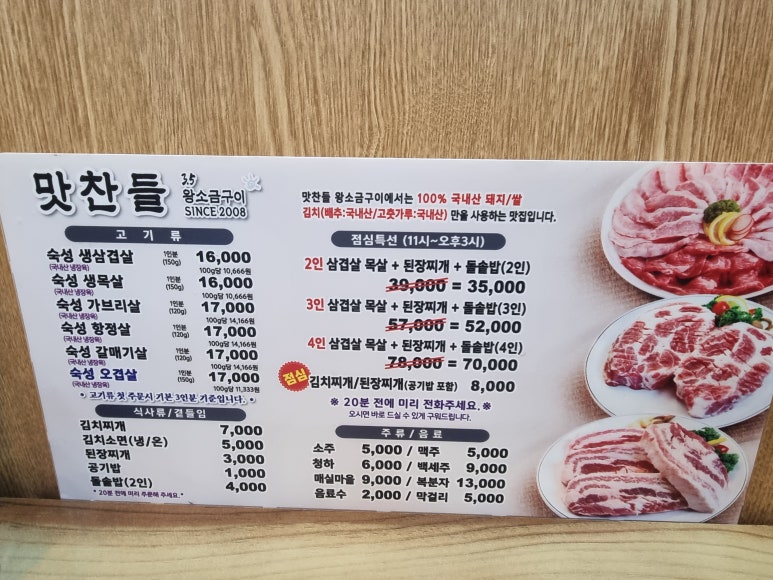 맛찬들 3.5 왕소금구이
SINCE 2008
고 기 류
숙성 생삼겹살 1인분 (150g) 16,000
(국내산 냉장육) 100g당 10,666원
숙성 생목살 1인분 (150g) 16,000
(국내산 냉장육) 100g당 10,666원
숙성 가브리살 1인분 (120g) 17,000
(국내산 냉장육) 100g당 14,166원
숙성 항정살 1인분 (120g) 17,000
(국내산 냉장육) 100g당 14,166원
숙성 갈매기살 1인분 (120g) 17,000
(국내산 냉장육) 100g당 14,166원
숙성 오겹살 1인분 (150g) 17,000
(국내산 냉장육) 100g당 11,333원
* 고기류 첫 주문시 기본 3인분 기준입니다. *
식사류/곁들임
김치찌개 7,000
김치소면(냉/온) 5,000
된장찌개 3,000
공기밥 1,000
돌솥밥(2인) 4,000
* 20분 전에 미리 주문해 주세요. *
맛찬들 왕소금구이에서는 100% 국내산 돼지/쌀
김치(배추:국내산/고춧가루:국내산) 만을 사용하는 맛집입니다.
점심특선 (11시~오후3시)
2인 삼겹살 목살 + 된장찌개 + 돌솥밥(2인)
39,000 = 35,000
3인 삼겹살 목살 + 된장찌개 + 돌솥밥(3인)
57,000 = 52,000
4인 삼겹살 목살 + 된장찌개 + 돌솥밥(4인)
78,000 = 70,000
점심 김치찌개/된장찌개(공기밥 포함) 8,000
※ 20분 전에 미리 전화주세요. ※
오시면 바로 드실 수 있게 구워드립니다.
주 류 / 음 료
소주 5,000 / 맥주 5,000
청하 6,000 / 백세주 9,000
매실마을 9,000 / 복분자 13,000
음료수 2,000 / 막걸리 5,000